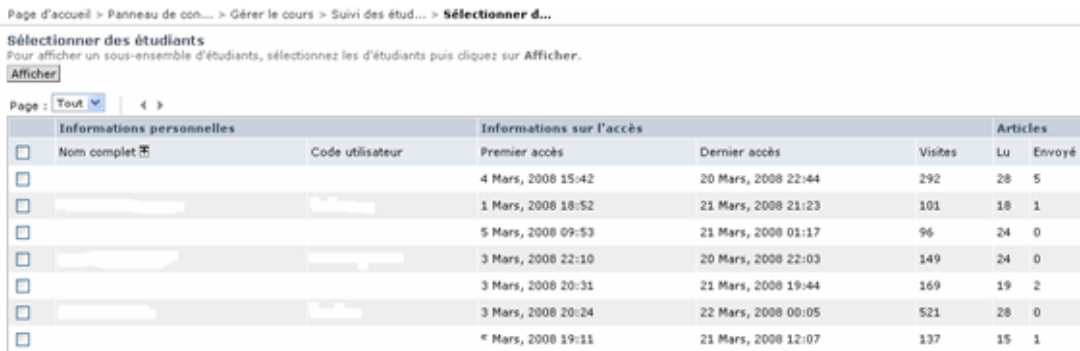 Page d'accueil > Panneau de con... > Gérer le cours > Suivi des étud... > Sélectionner d...
Sélectionner des étudiants
Pour afficher un sous-ensemble d'étudiants, sélectionnez les d'étudiants puis cliquez sur Afficher.
Afficher
Page : Tout
Informations personnelles Informations sur l'accès Articles
Nom complet Code utilisateur Premier accès Dernier accès Visites Lu Envoyé
4 Mars, 2008 15:42 20 Mars, 2008 22:44 292 28 5
1 Mars, 2008 18:52 21 Mars, 2008 21:23 101 18 1
5 Mars, 2008 09:53 21 Mars, 2008 01:17 96 24 0
3 Mars, 2008 22:10 20 Mars, 2008 22:03 149 24 0
3 Mars, 2008 20:31 21 Mars, 2008 19:44 169 19 2
3 Mars, 2008 20:24 22 Mars, 2008 00:05 521 28 0
Mars, 2008 19:11 21 Mars, 2008 12:07 137 15 1